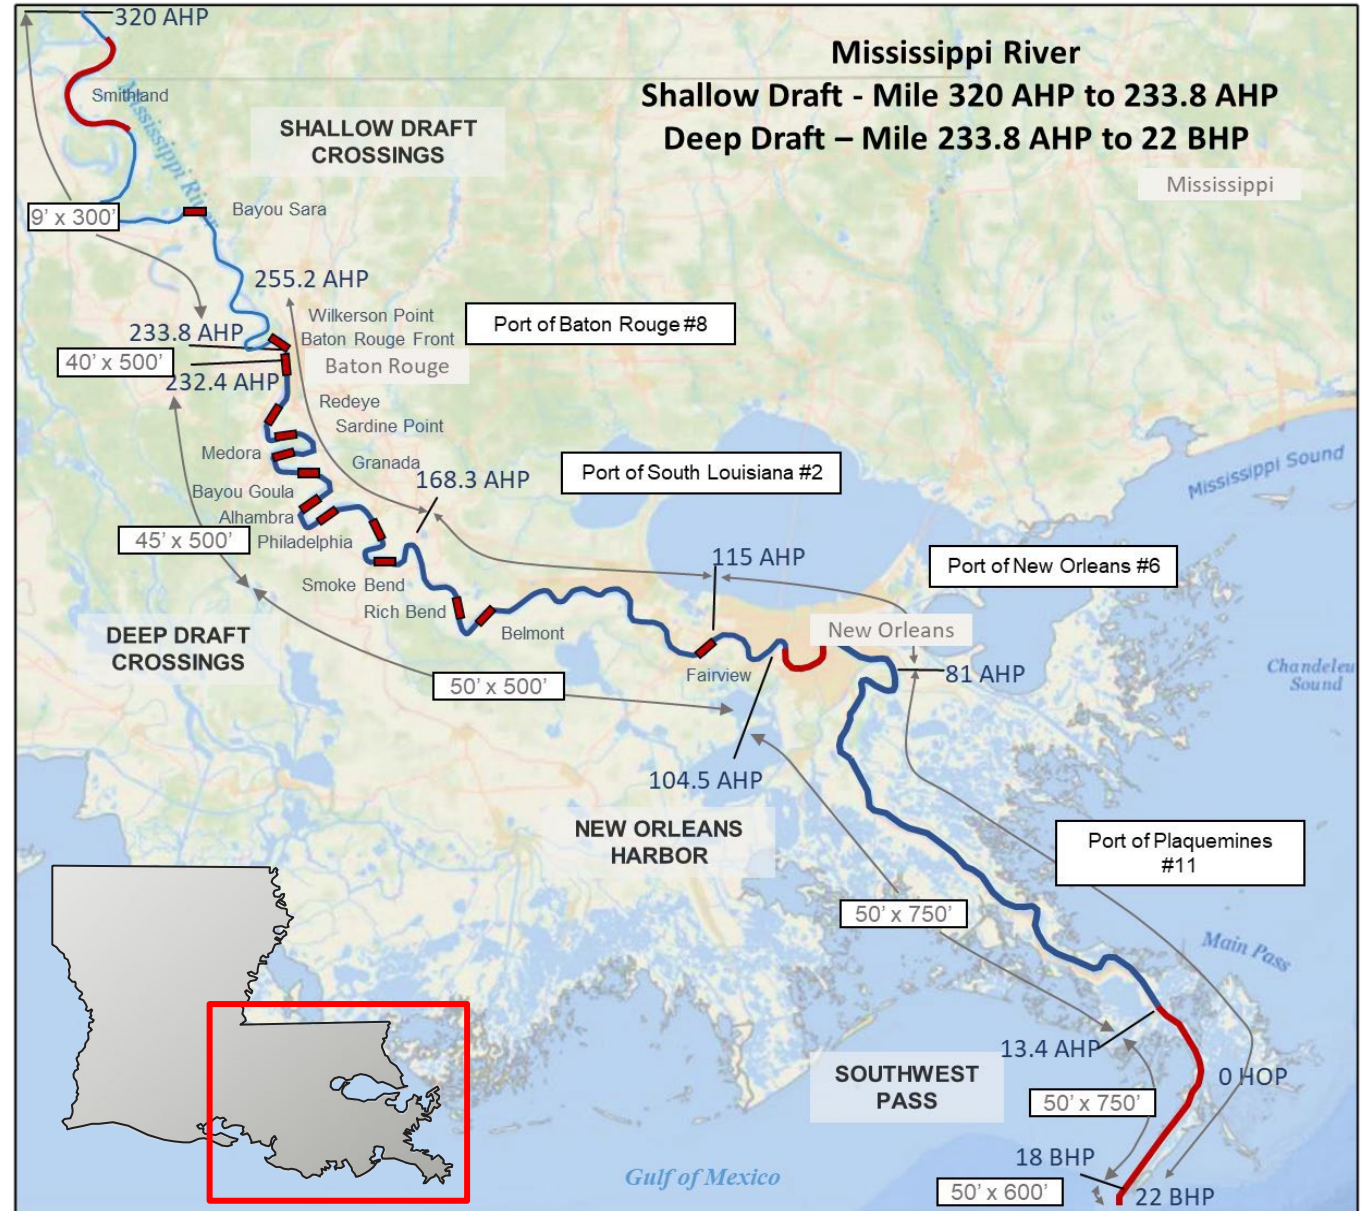 320 AHP
Mississippi River
Shallow Draft - Mile 320 AHP to 233.8 AHP
Deep Draft – Mile 233.8 AHP to 22 BHP
Smithland
Mississippi River
SHALLOW DRAFT
CROSSINGS
Mississippi
9' x 300'
Bayou Sara
255.2 AHP
Wilkerson Point
Port of Baton Rouge #8
233.8 AHP
Baton Rouge Front
40' x 500'
Baton Rouge
232.4 AHP
Redeye
Sardine Point
Medora
Granada
168.3 AHP
Port of South Louisiana #2
Mississippi Sound
Bayou Goula
Alhambra
45' x 500'
Philadelphia
115 AHP
Port of New Orleans #6
Smoke Bend
Rich Bend
Belmont
New Orleans
DEEP DRAFT
CROSSINGS
Fairview
81 AHP
Chandeleu
Sound
50' x 500'
104.5 AHP
NEW ORLEANS
HARBOR
Port of Plaquemines
#11
50' x 750'
Main Pass
13.4 AHP
SOUTHWEST
PASS
0 HOP
50' x 750'
18 BHP
Gulf of Mexico
50' x 600'
22 BHP